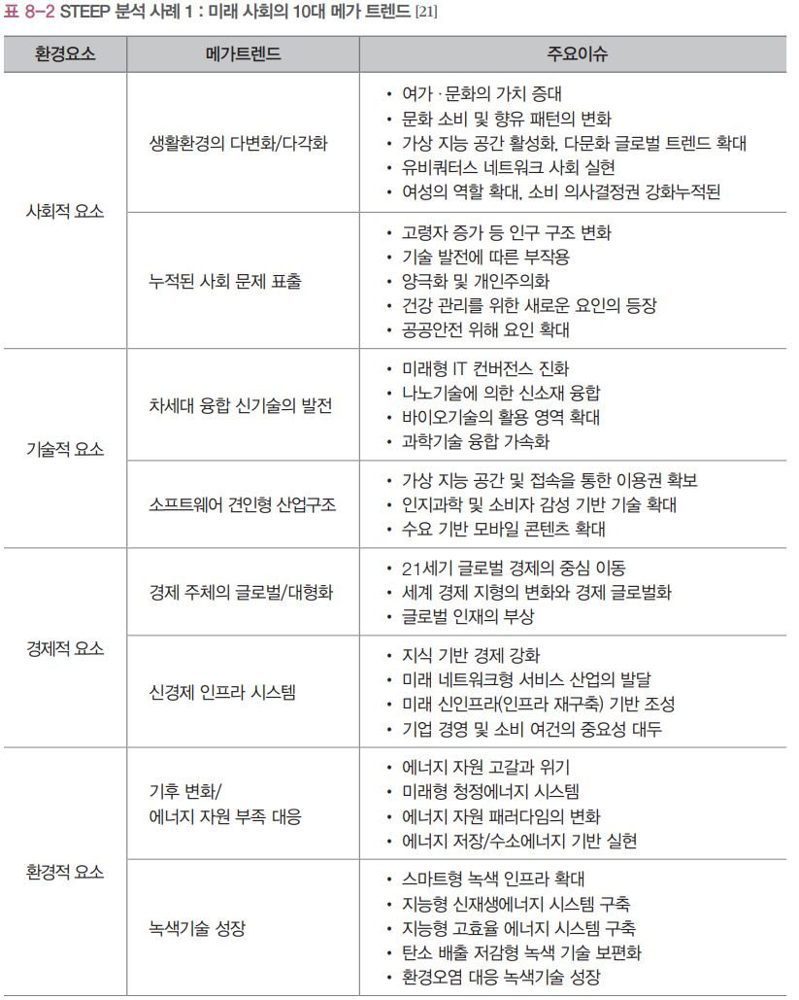 표 8-2 STEEP 분석 사례 1 : 미래 사회의 10대 메가 트렌드 [21]
환경요소 메가트렌드 주요이슈
사회적 요소
생활환경의 다변화/다각화
• 여가·문화의 가치 증대
• 문화 소비 및 향유 패턴의 변화
• 가상 지능 공간 활성화, 다문화 글로벌 트렌드 확대
• 유비쿼터스 네트워크 사회 실현
• 여성의 역할 확대, 소비 의사결정권 강화누적된
누적된 사회 문제 표출
• 고령자 증가 등 인구 구조 변화
• 기술 발전에 따른 부작용
• 양극화 및 개인주의화
• 건강 관리를 위한 새로운 요인의 등장
• 공공안전 위해 요인 확대
기술적 요소
차세대 융합 신기술의 발전
• 미래형 IT 컨버전스 진화
• 나노기술에 의한 신소재 융합
• 바이오기술의 활용 영역 확대
• 과학기술 융합 가속화
소프트웨어 견인형 산업구조
• 가상 지능 공간 및 접속을 통한 이용권 확보
• 인지과학 및 소비자 감성 기반 기술 확대
• 수요 기반 모바일 콘텐츠 확대
경제적 요소
경제 주체의 글로벌/대형화
• 21세기 글로벌 경제의 중심 이동
• 세계 경제 지형의 변화와 경제 글로벌화
• 글로벌 인재의 부상
신경제 인프라 시스템
• 지식 기반 경제 강화
• 미래 네트워크형 서비스 산업의 발달
• 미래 신인프라(인프라 재구축) 기반 조성
• 기업 경영 및 소비 여건의 중요성 대두
환경적 요소
기후 변화/
에너지 자원 부족 대응
• 에너지 자원 고갈과 위기
• 미래형 청정에너지 시스템
• 에너지 자원 패러다임의 변화
• 에너지 저장/수소에너지 기반 실현
녹색기술 성장
• 스마트형 녹색 인프라 확대
• 지능형 신재생에너지 시스템 구축
• 지능형 고효율 에너지 시스템 구축
• 탄소 배출 저감형 녹색 기술 보편화
• 환경오염 대응 녹색기술 성장